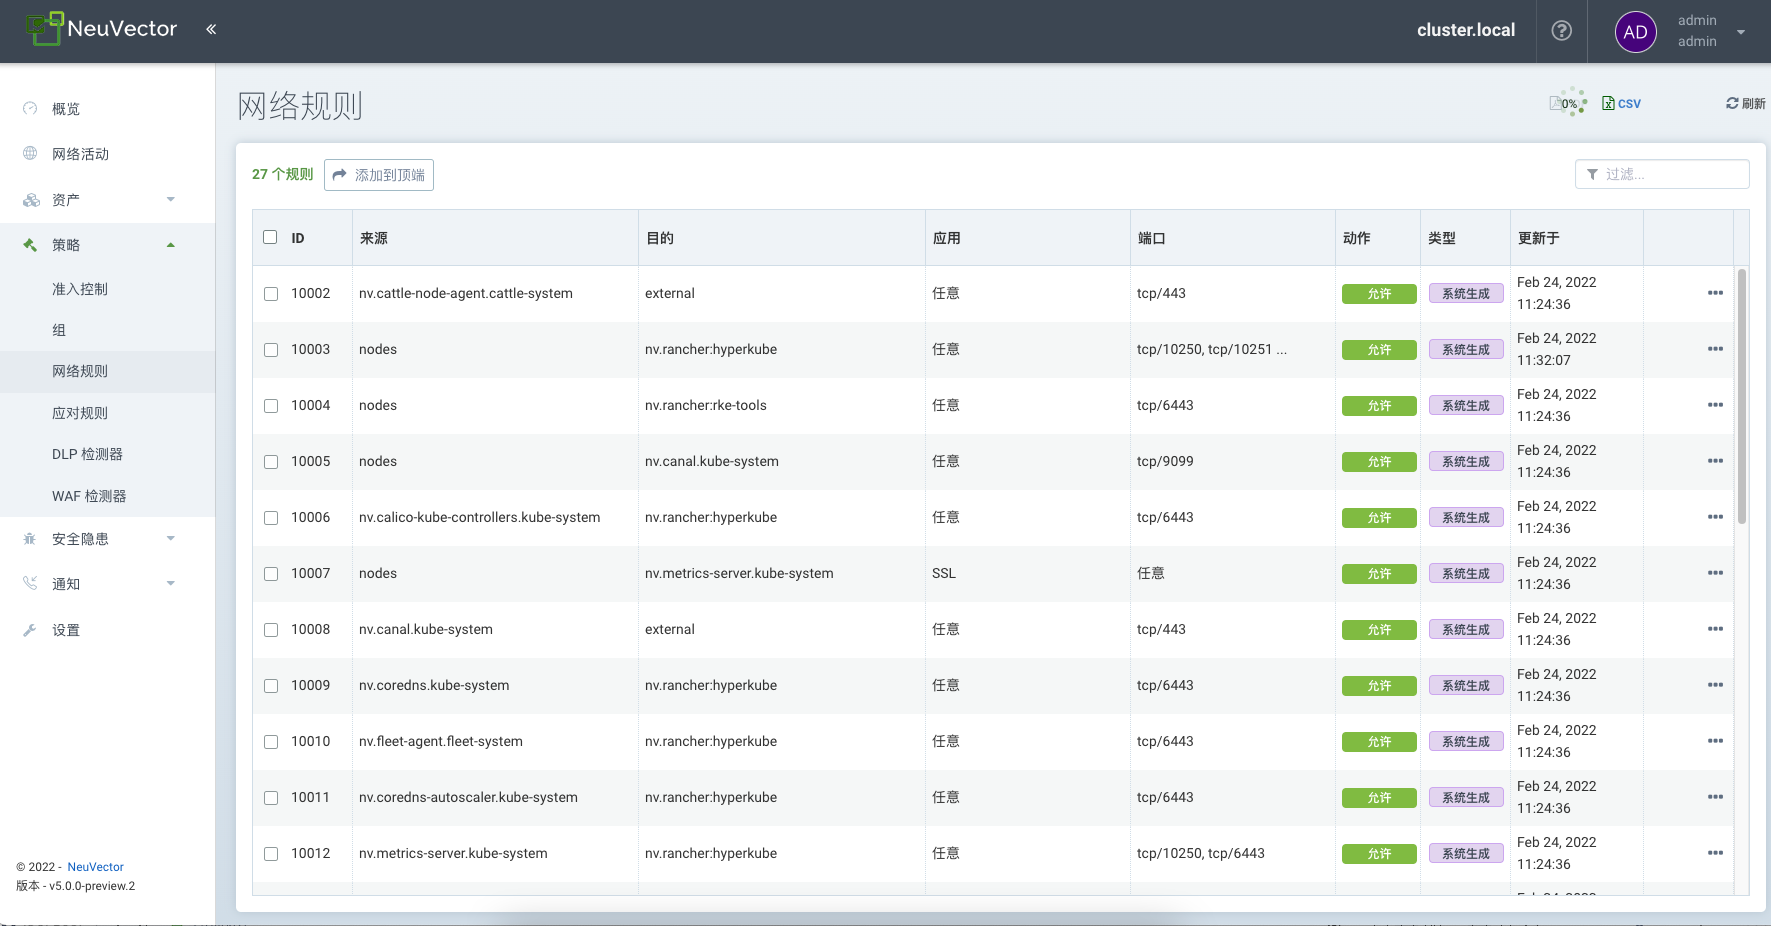 NeuVector «
cluster.local
AD
admin
admin
概览
网络活动
资产
策略
准入控制
组
网络规则
应对规则
DLP 检测器
WAF 检测器
安全隐患
通知
设置
© 2022 - NeuVector
版本 - v5.0.0-preview.2
网络规则
0%
CSV
刷新
27 个规则
添加到顶端
过滤...
ID 来源 目的 应用 端口 动作 类型 更新于
10002 nv.cattle-node-agent.cattle-system external 任意 tcp/443 允许 系统生成 Feb 24, 2022
11:24:36
10003 nodes nv.rancher:hyperkube 任意 tcp/10250, tcp/10251 ... 允许 系统生成 Feb 24, 2022
11:32:07
10004 nodes nv.rancher:rke-tools 任意 tcp/6443 允许 系统生成 Feb 24, 2022
11:24:36
10005 nodes nv.canal.kube-system 任意 tcp/9099 允许 系统生成 Feb 24, 2022
11:24:36
10006 nv.calico-kube-controllers.kube-system nv.rancher:hyperkube 任意 tcp/6443 允许 系统生成 Feb 24, 2022
11:24:36
10007 nodes nv.metrics-server.kube-system SSL 任意 允许 系统生成 Feb 24, 2022
11:24:36
10008 nv.canal.kube-system external 任意 tcp/443 允许 系统生成 Feb 24, 2022
11:24:36
10009 nv.coredns.kube-system nv.rancher:hyperkube 任意 tcp/6443 允许 系统生成 Feb 24, 2022
11:24:36
10010 nv.fleet-agent.fleet-system nv.rancher:hyperkube 任意 tcp/6443 允许 系统生成 Feb 24, 2022
11:24:36
10011 nv.coredns-autoscaler.kube-system nv.rancher:hyperkube 任意 tcp/6443 允许 系统生成 Feb 24, 2022
11:24:36
10012 nv.metrics-server.kube-system nv.rancher:hyperkube 任意 tcp/10250, tcp/6443 允许 系统生成 Feb 24, 2022
11:24:36